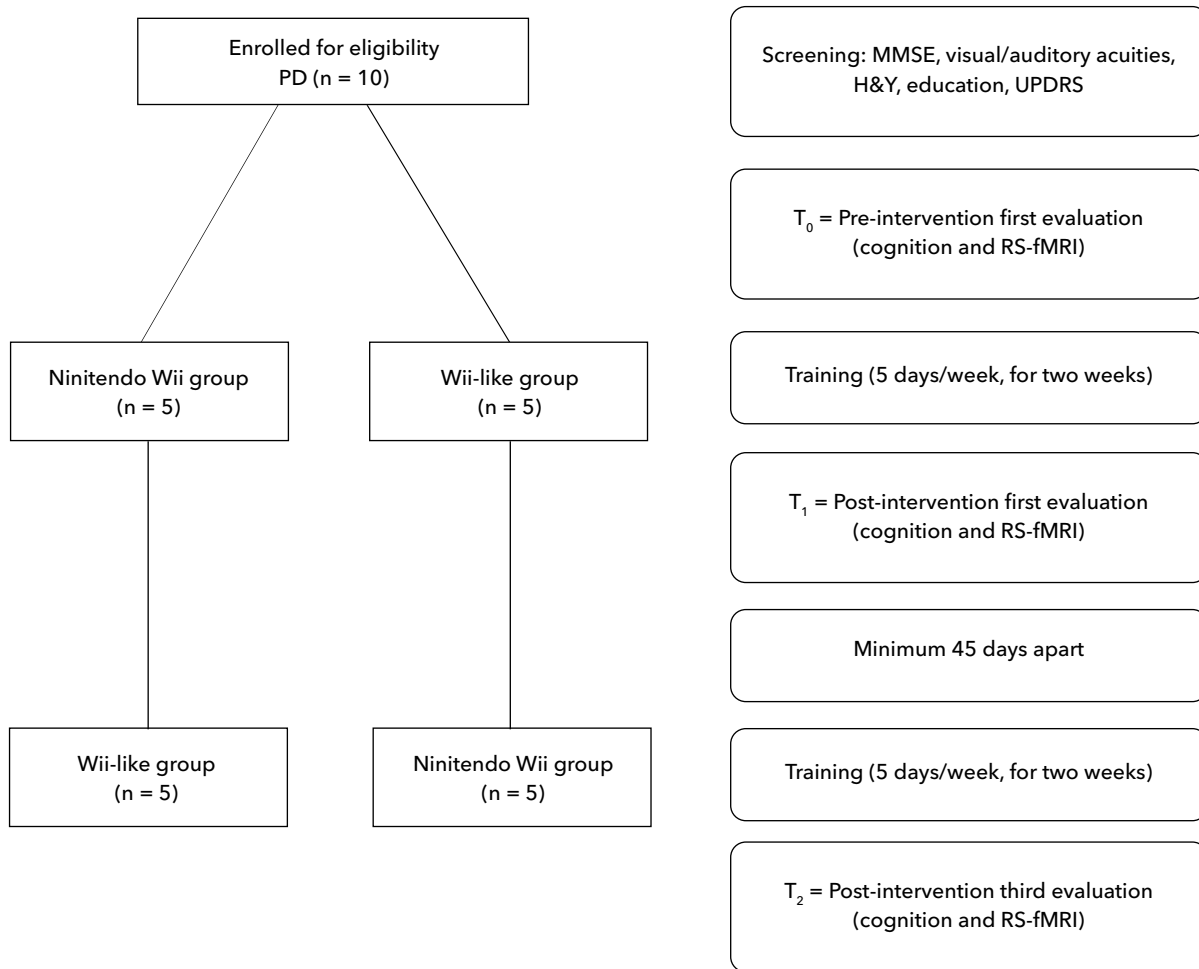 Enrolled for eligibility
PD (n = 10)
Screening: MMSE, visual/auditory acuities,
H&Y, education, UPDRS
T0 = Pre-intervention first evaluation
(cognition and RS-fMRI)
Ninitendo Wii group
(n = 5)
Wii-like group
(n = 5)
Training (5 days/week, for two weeks)
T1 = Post-intervention first evaluation
(cognition and RS-fMRI)
Minimum 45 days apart
Wii-like group
(n = 5)
Ninitendo Wii group
(n = 5)
Training (5 days/week, for two weeks)
T2 = Post-intervention third evaluation
(cognition and RS-fMRI)